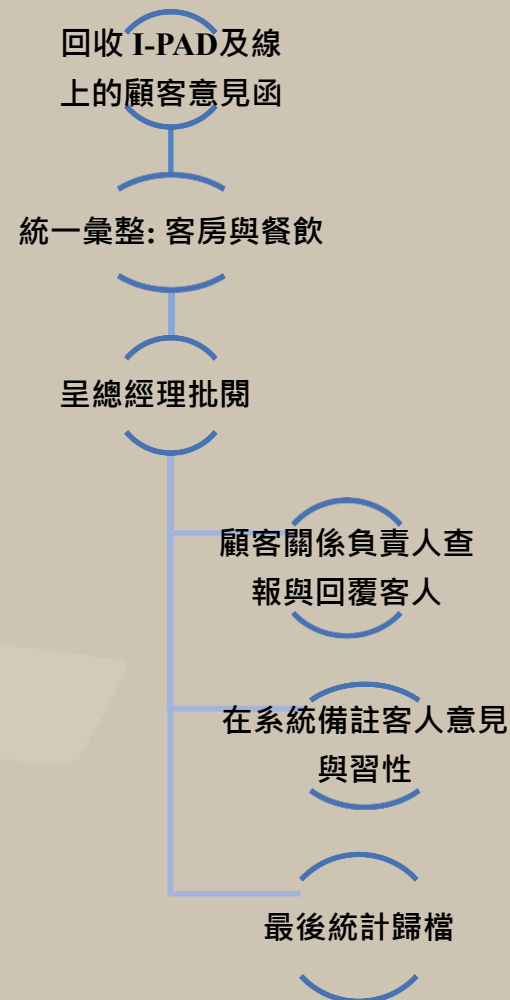 回收 I-PAD及線
上的顧客意見函
統一彙整: 客房與餐飲
呈總經理批閱
顧客關係負責人查
報與回覆客人
在系統備註客人意見
與習性
最後統計歸檔